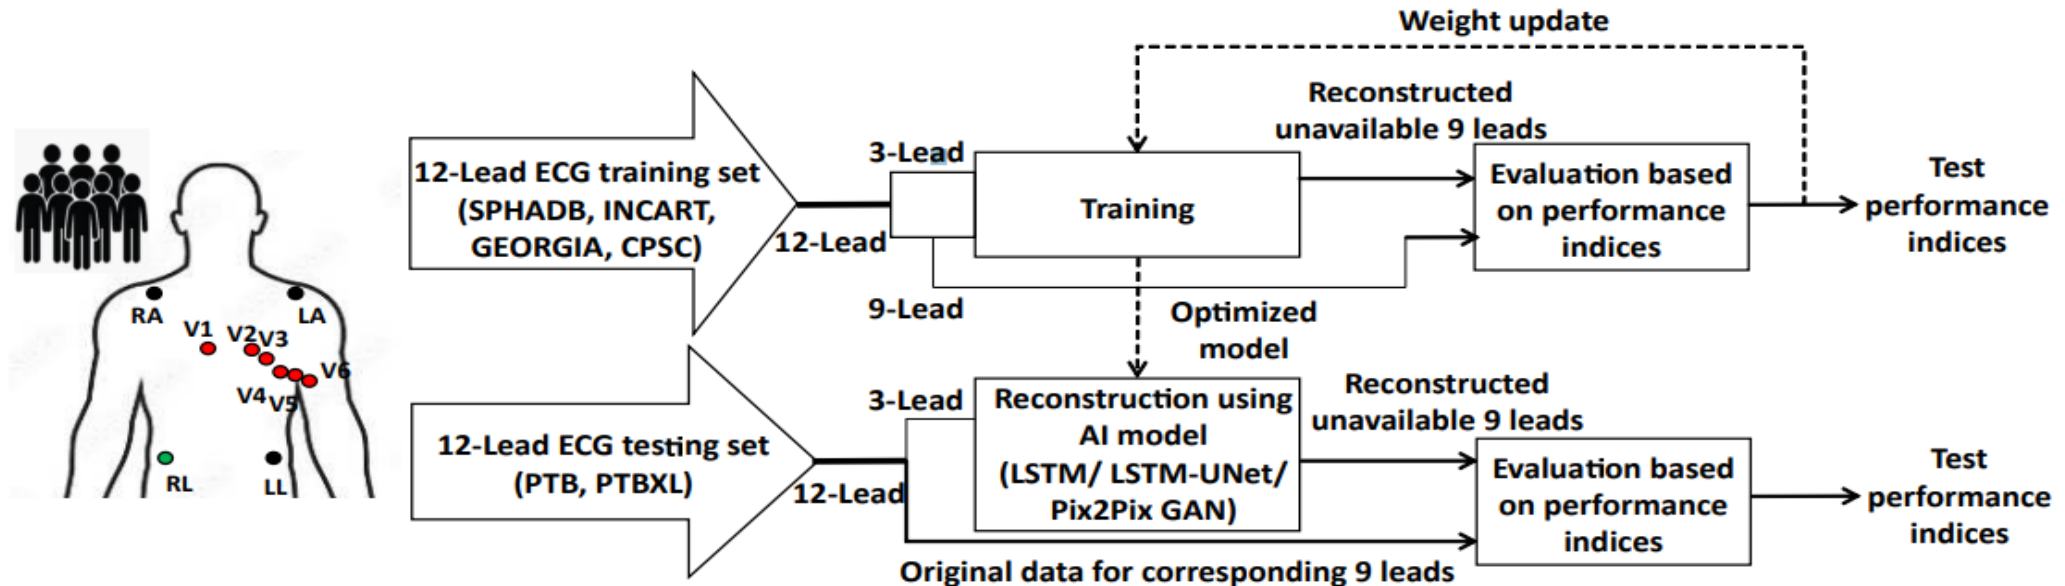 Weight update
Reconstructed
unavailable 9 leads
3-Lead
12-Lead ECG training set
(SPHADB, INCART,
GEORGIA, CPSC)
12-Lead
Training
Evaluation based
on performance
indices
Test
performance
indices
9-Lead
Optimized
model
RA
LA
V1
V2
V3
V4
V5
V6
RL
LL
12-Lead ECG testing set
(PTB, PTBXL)
3-Lead
12-Lead
Reconstruction using
AI model
(LSTM/ LSTM-UNet/
Pix2Pix GAN)
Reconstructed
unavailable 9 leads
Evaluation based
on performance
indices
Test
performance
indices
Original data for corresponding 9 leads